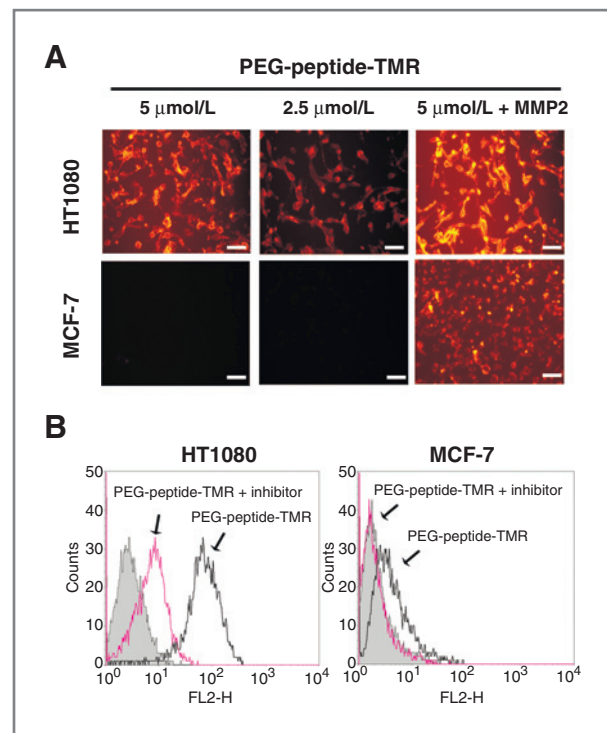 A
PEG-peptide-TMR
5 μmol/L 2.5 μmol/L 5 μmol/L + MMP2
HT1080
MCF-7
B
HT1080 MCF-7
50 50
PEG-peptide-TMR + inhibitor PEG-peptide-TMR + inhibitor
40 40
PEG-peptide-TMR PEG-peptide-TMR
30 30
Counts Counts
20 20
10 10
0 0
10⁰ 10¹ 10² 10³ 10⁴ 10⁰ 10¹ 10² 10³ 10⁴
FL2-H FL2-H